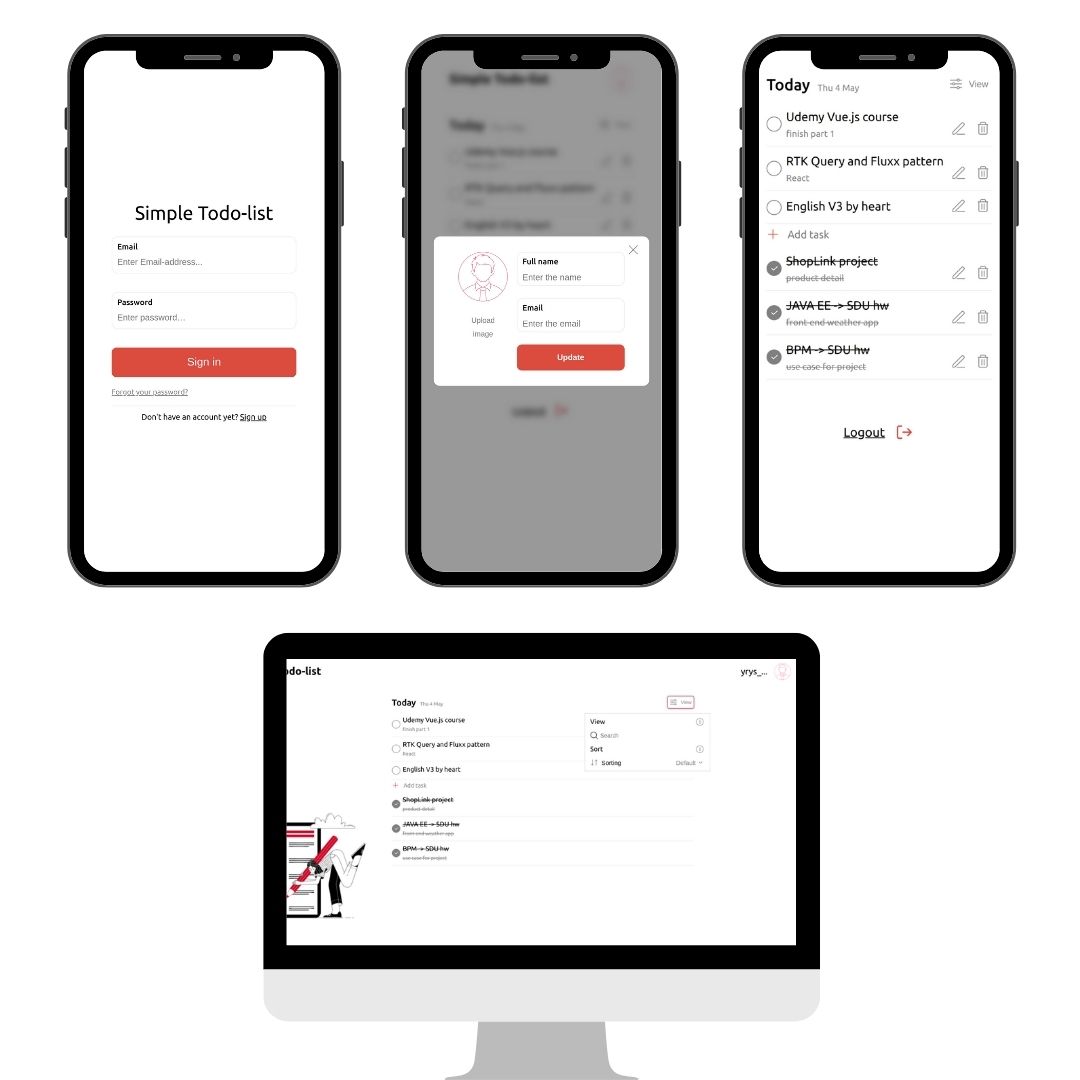 Simple Todo-list
Email
Enter Email-address...
Password
Enter password...
Sign in
Forgot your password?
Don't have an account yet? Sign up
Simple Todo-list
Today
Udemy Vue.js course
RTK Query and Fluxx pattern
English V3 by heart
Full name
Enter the name
Email
Enter the email
Upload
image
Update
Logout
Today Thu 4 May View
Udemy Vue.js course
finish part 1
RTK Query and Fluxx pattern
React
English V3 by heart
Add task
ShopLink project
product detail
JAVA EE -> SDU hw
front end weather app
BPM -> SDU hw
use case for project
Logout
odo-list yrys_...
Today Thu 4 May View
Udemy Vue.js course
finish part 1
RTK Query and Fluxx pattern
React
English V3 by heart
Add task
ShopLink project
product detail
JAVA EE -> SDU hw
front end weather app
BPM -> SDU hw
use case for project
View
Search
Sort
Sorting Default